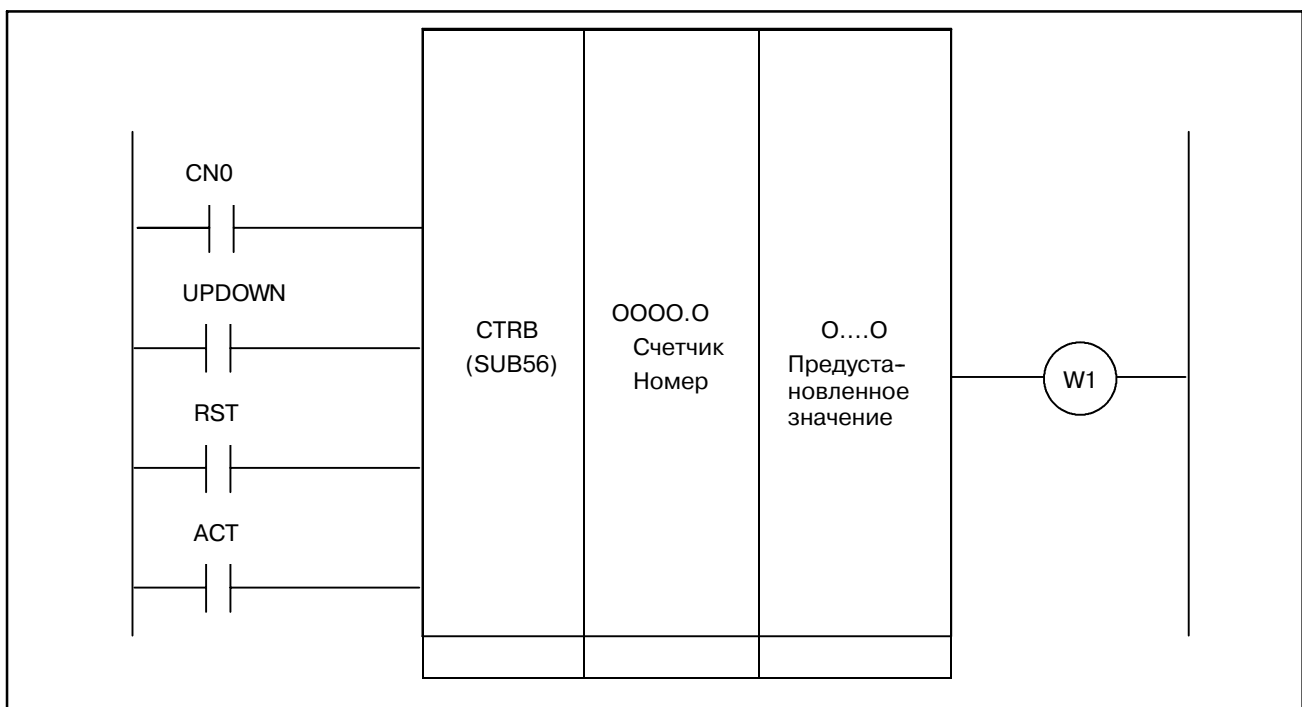 CN0
UPDOWN
RST
ACT
CTRB
(SUB56)
OOOO.O
Счетчик
Номер
O....O
Предуста-
новленное
значение
W1